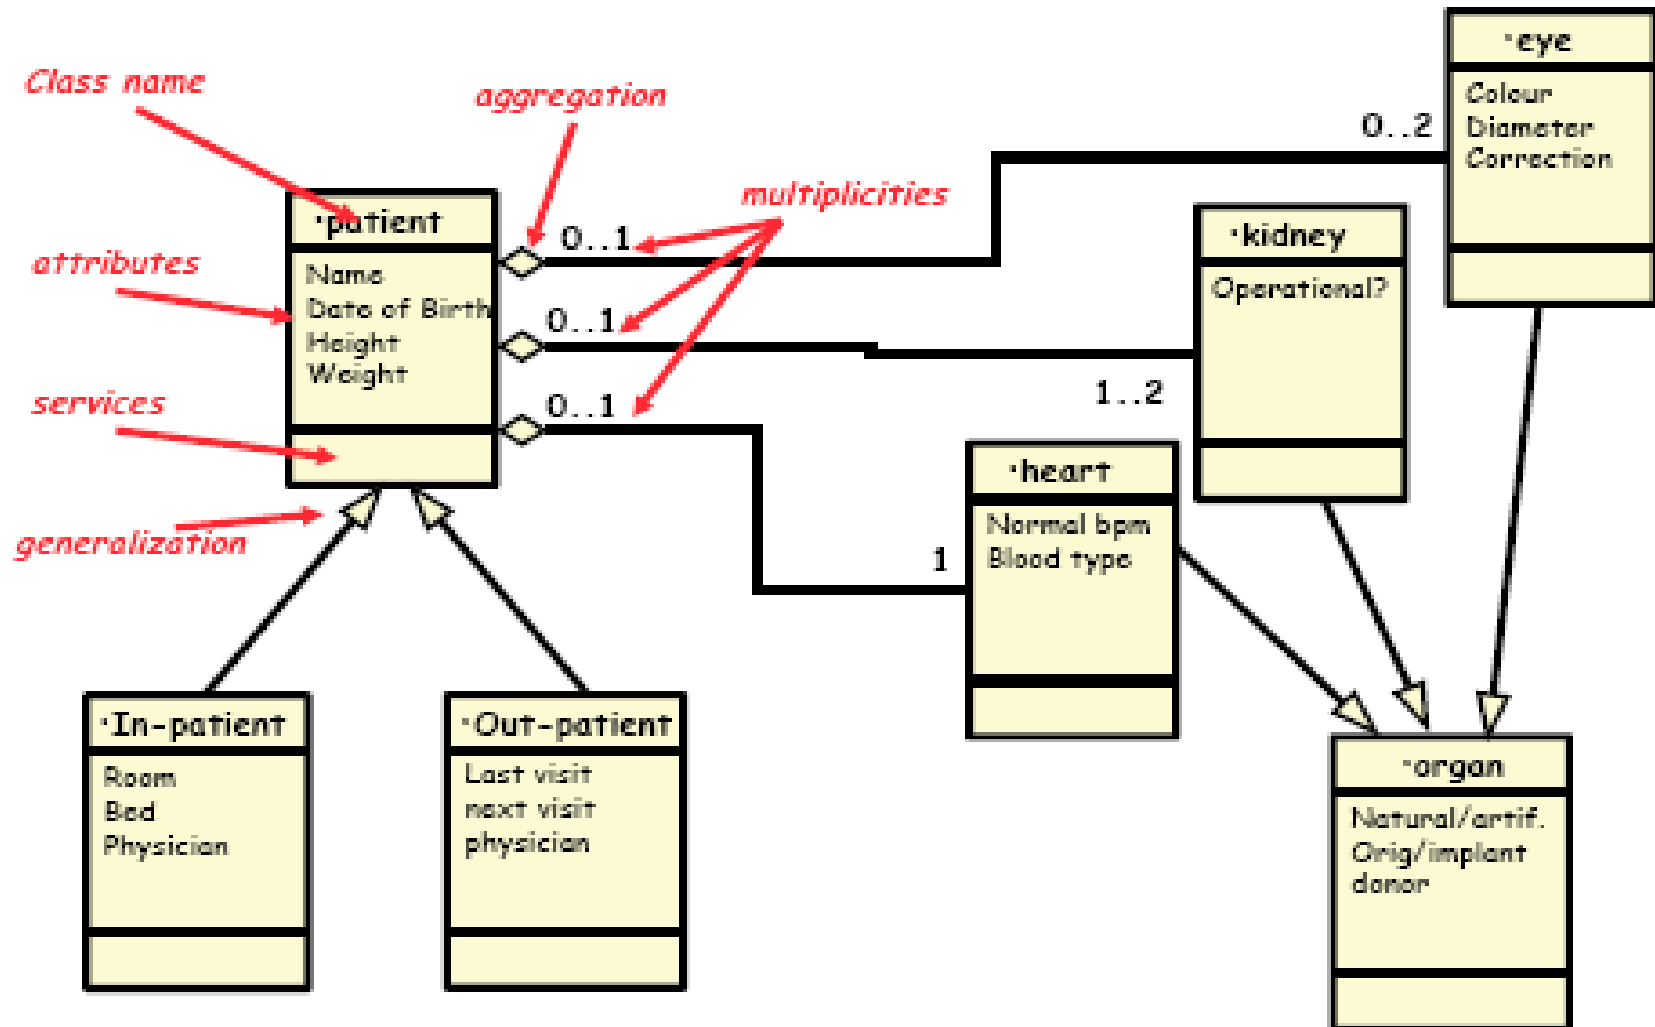 Class name
aggregation
multiplicities
attributes
services
generalization
·patient
Name
Date of Birth
Height
Weight
0..1
0..1
0..1
0..2
1..2
1
·eye
Colour
Diameter
Correction
·kidney
Operational?
·heart
Normal bpm
Blood type
·In-patient
Room
Bed
Physician
·Out-patient
Last visit
next visit
physician
·organ
Natural/artif.
Orig/implant
donor